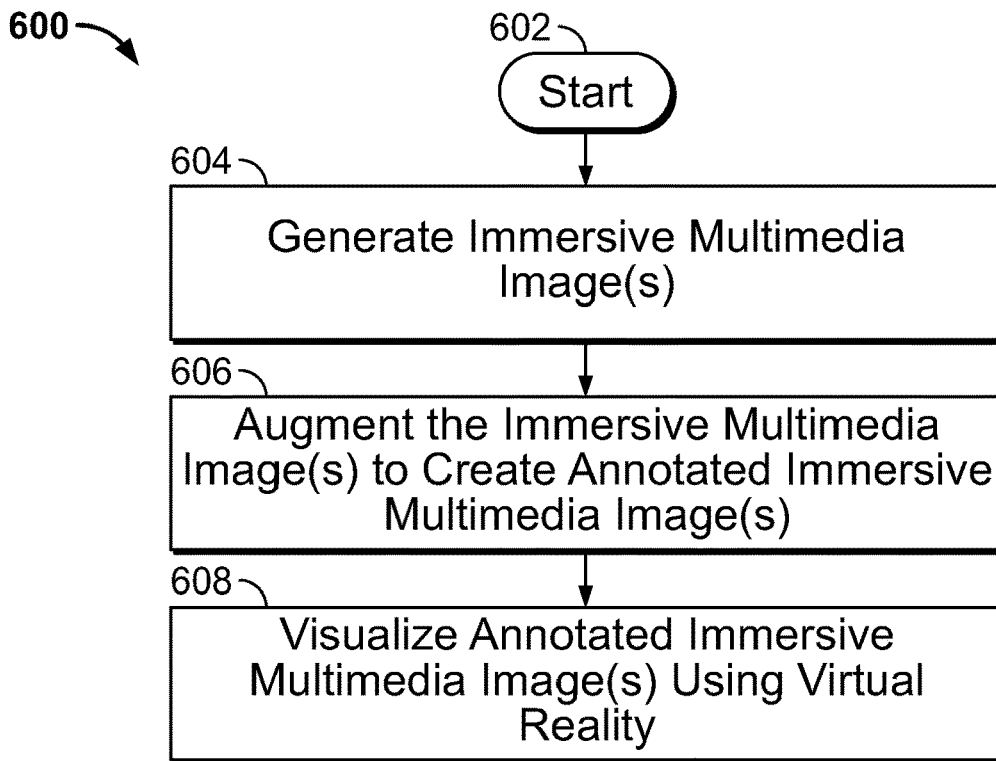 600
602
Start
604
Generate Immersive Multimedia
Image(s)
606
Augment the Immersive Multimedia
Image(s) to Create Annotated Immersive
Multimedia Image(s)
608
Visualize Annotated Immersive
Multimedia Image(s) Using Virtual
Reality